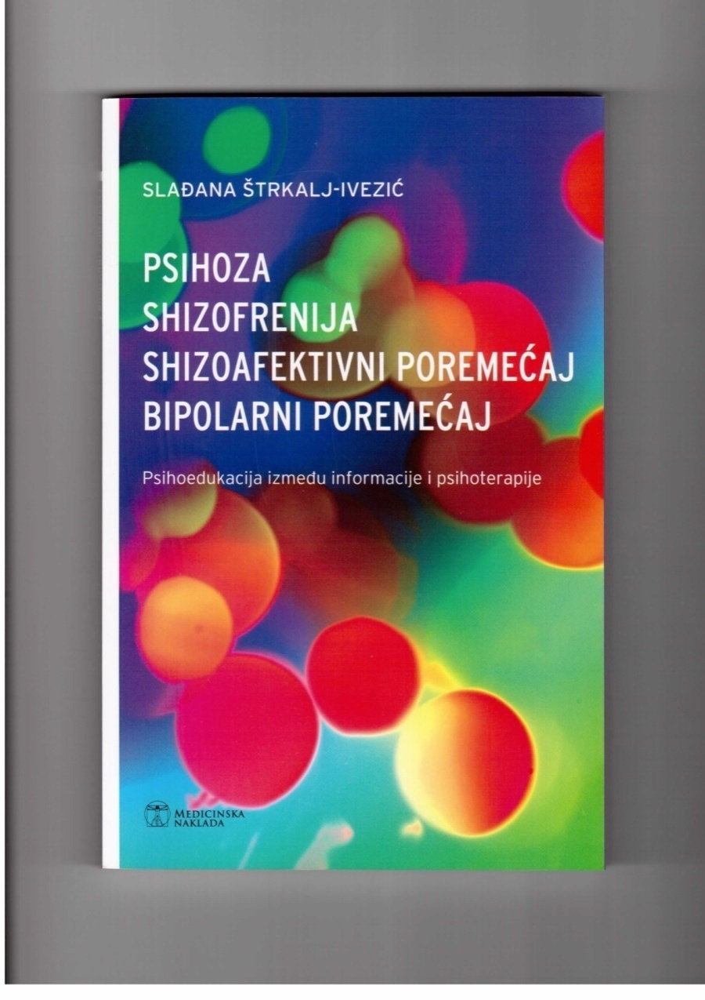 SLAĐANA ŠTRKALJ-IVEZIĆ
PSIHOZA
SHIZOFRENIJA
SHIZOAFEKTIVNI POREMEĆAJ
BIPOLARNI POREMEĆAJ
Psihoedukacija između informacije i psihoterapije
MEDICINSKA
NAKLADA